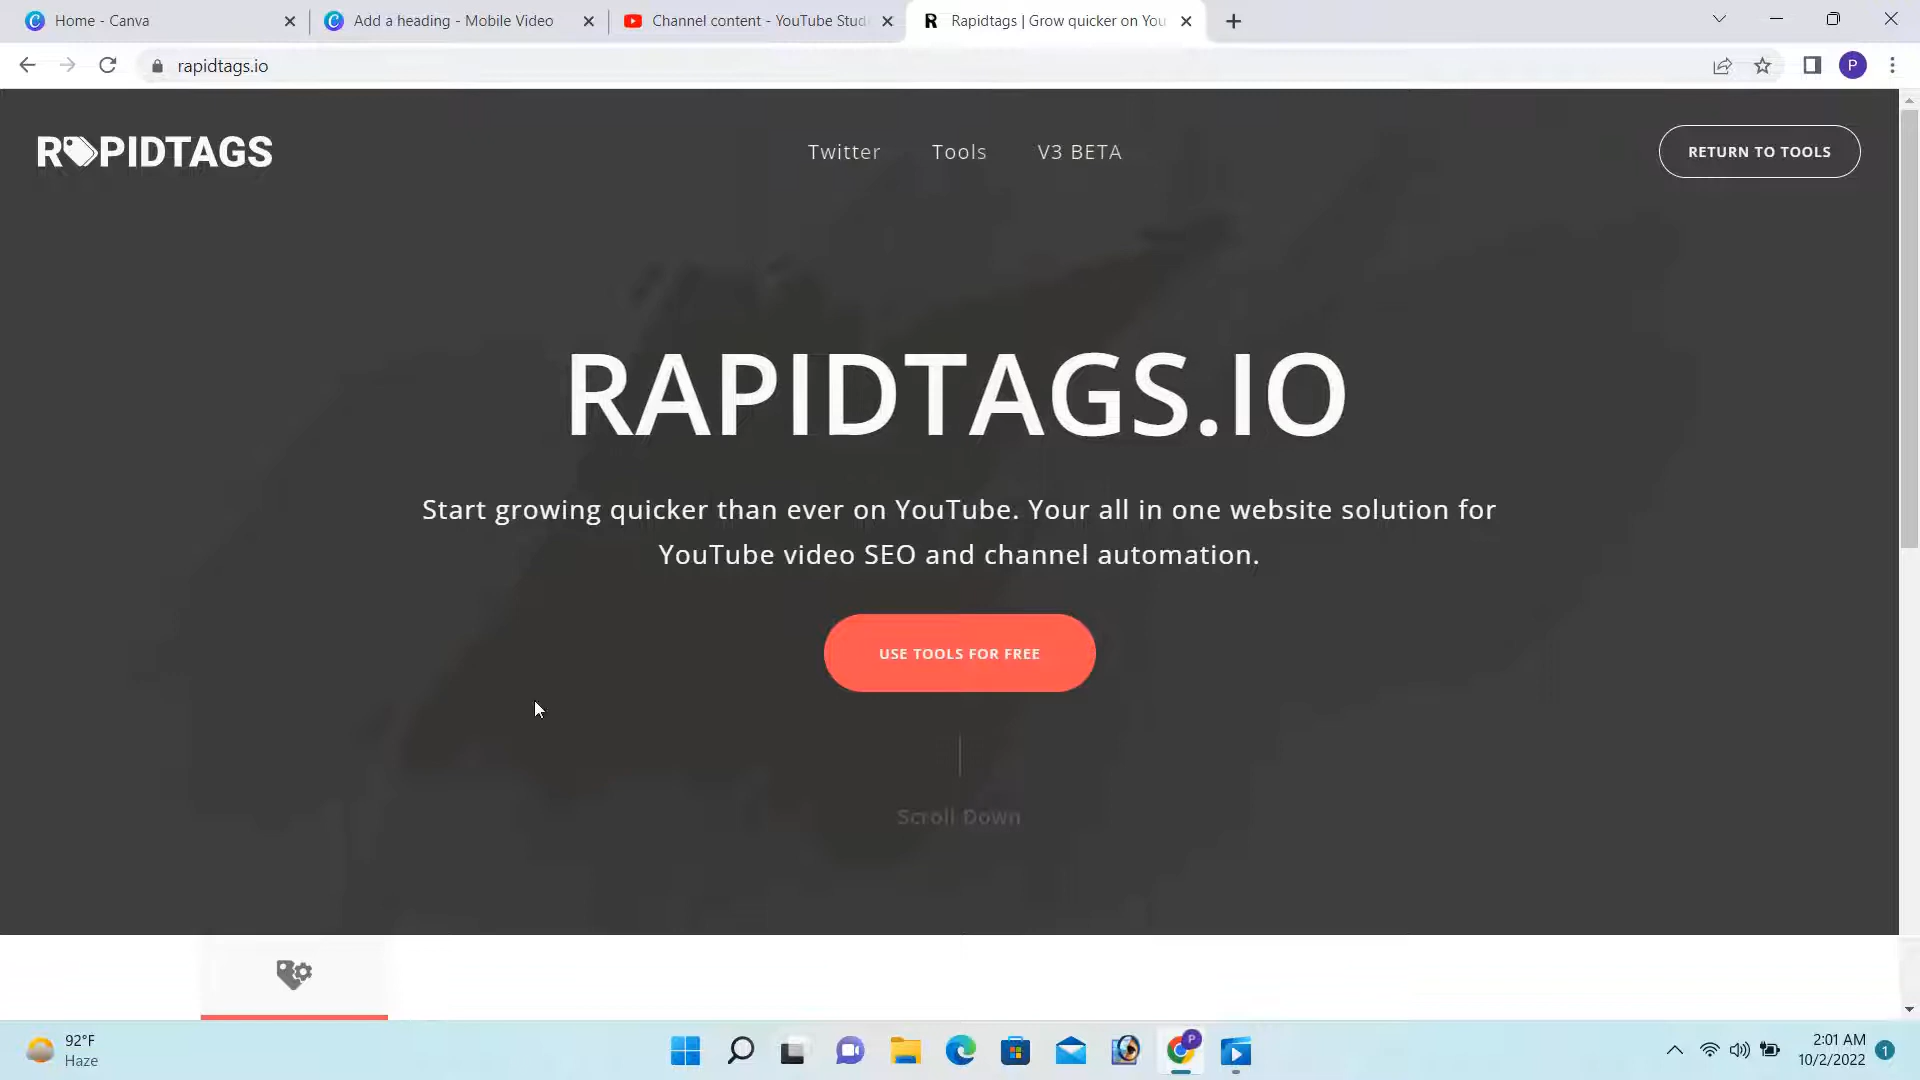 Home - Canva
Add a heading - Mobile Video
Channel content - YouTube Stud
Rapidtags | Grow quicker on You
rapidtags.io
P
RAPIDTAGS
Twitter
Tools
V3 BETA
RETURN TO TOOLS
RAPIDTAGS.IO
Start growing quicker than ever on YouTube. Your all in one website solution for
YouTube video SEO and channel automation.
USE TOOLS FOR FREE
Scroll Down
92°F
Haze
P
2:01 AM
10/2/2022
1